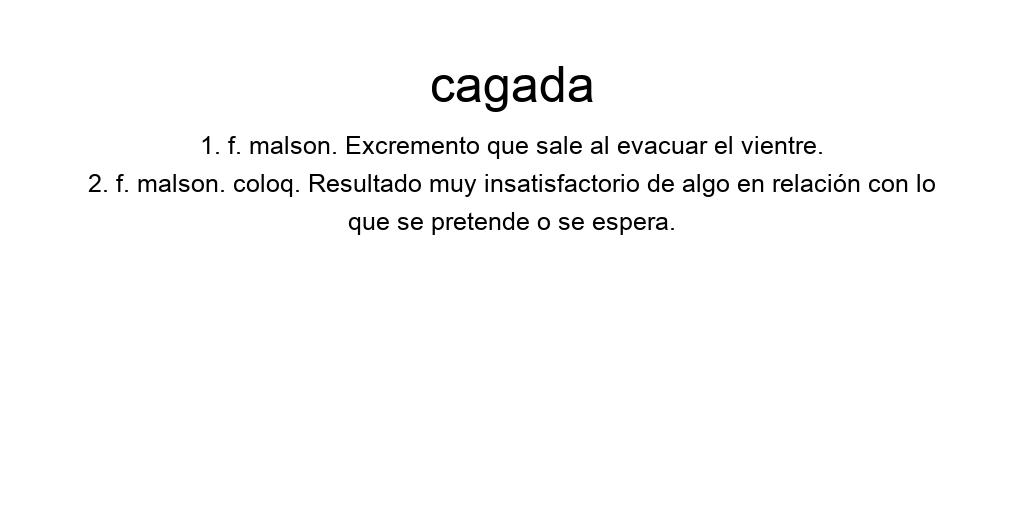 cagada
1. f. malson. Excremento que sale al evacuar el vientre.
2. f. malson. coloq. Resultado muy insatisfactorio de algo en relación con lo
que se pretende o se espera.